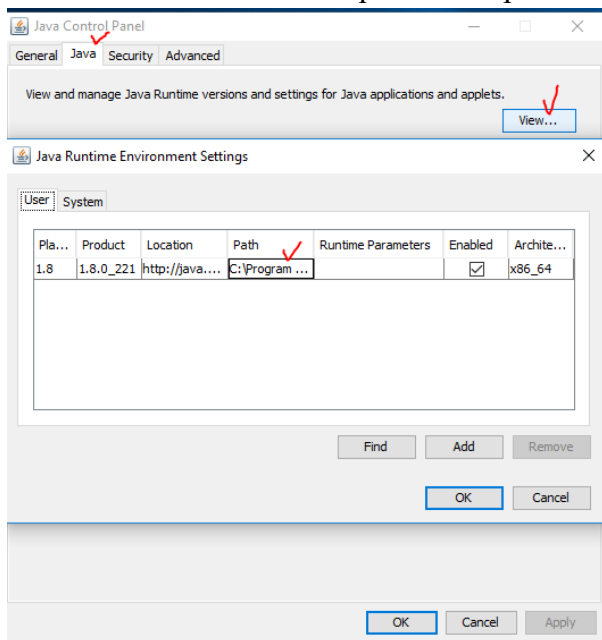 Java Control Panel
General Java Security Advanced
View and manage Java Runtime versions and settings for Java applications and applets.
View...
Java Runtime Environment Settings
User System
Pla... Product Location Path Runtime Parameters Enabled Archite...
1.8 1.8.0_221 http://java.... C:\Program ... x86_64
Find Add Remove
OK Cancel
OK Cancel Apply